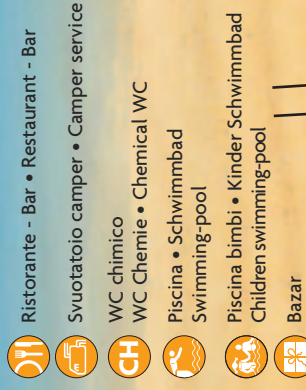 Ristorante - Bar • Restaurant - Bar
Svuotatoio camper • Camper service
CH
WC chimico
WC Chemie • Chemical WC
Piscina • Schwimmbad
Swimming-pool
Piscina bimbi • Kinder Schwimmbad
Children swimming-pool
Bazar